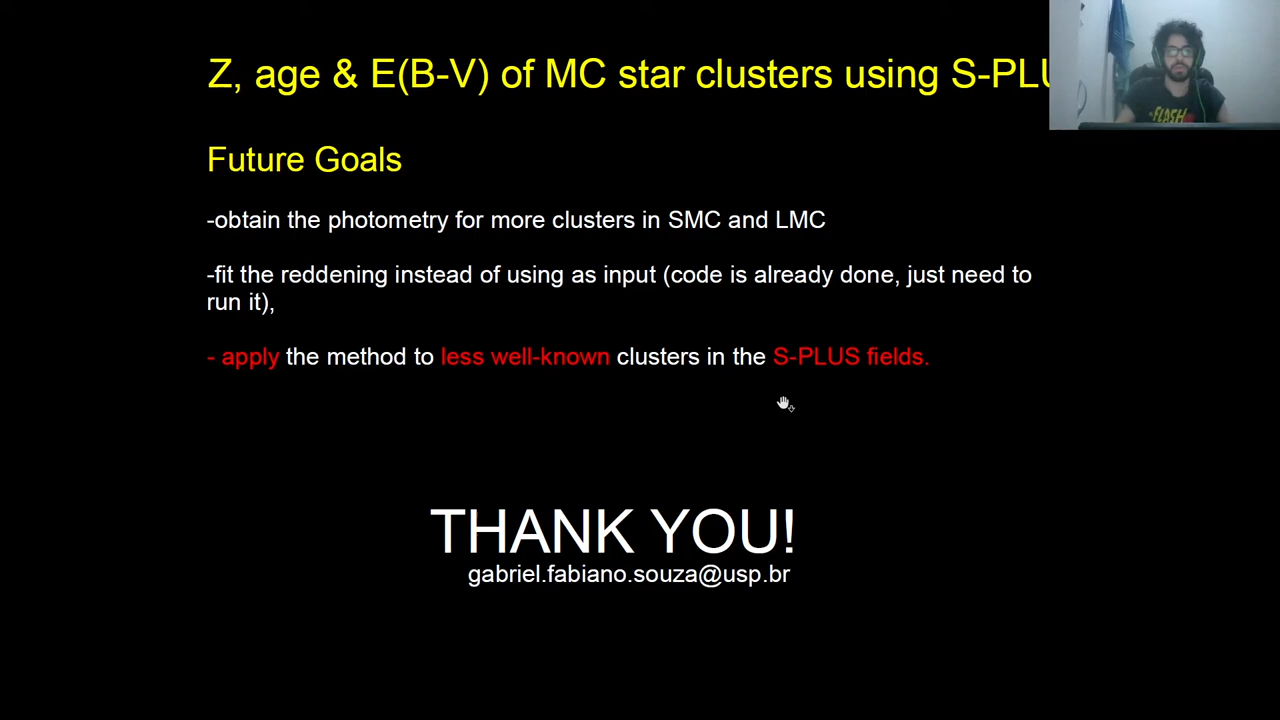 Z, age & E(B-V) of MC star clusters using S-PLU
Future Goals
-obtain the photometry for more clusters in SMC and LMC
-fit the reddening instead of using as input (code is already done, just need to
run it),
- apply the method to less well-known clusters in the S-PLUS fields.
THANK YOU!
gabriel.fabiano.souza@usp.br
FLASH